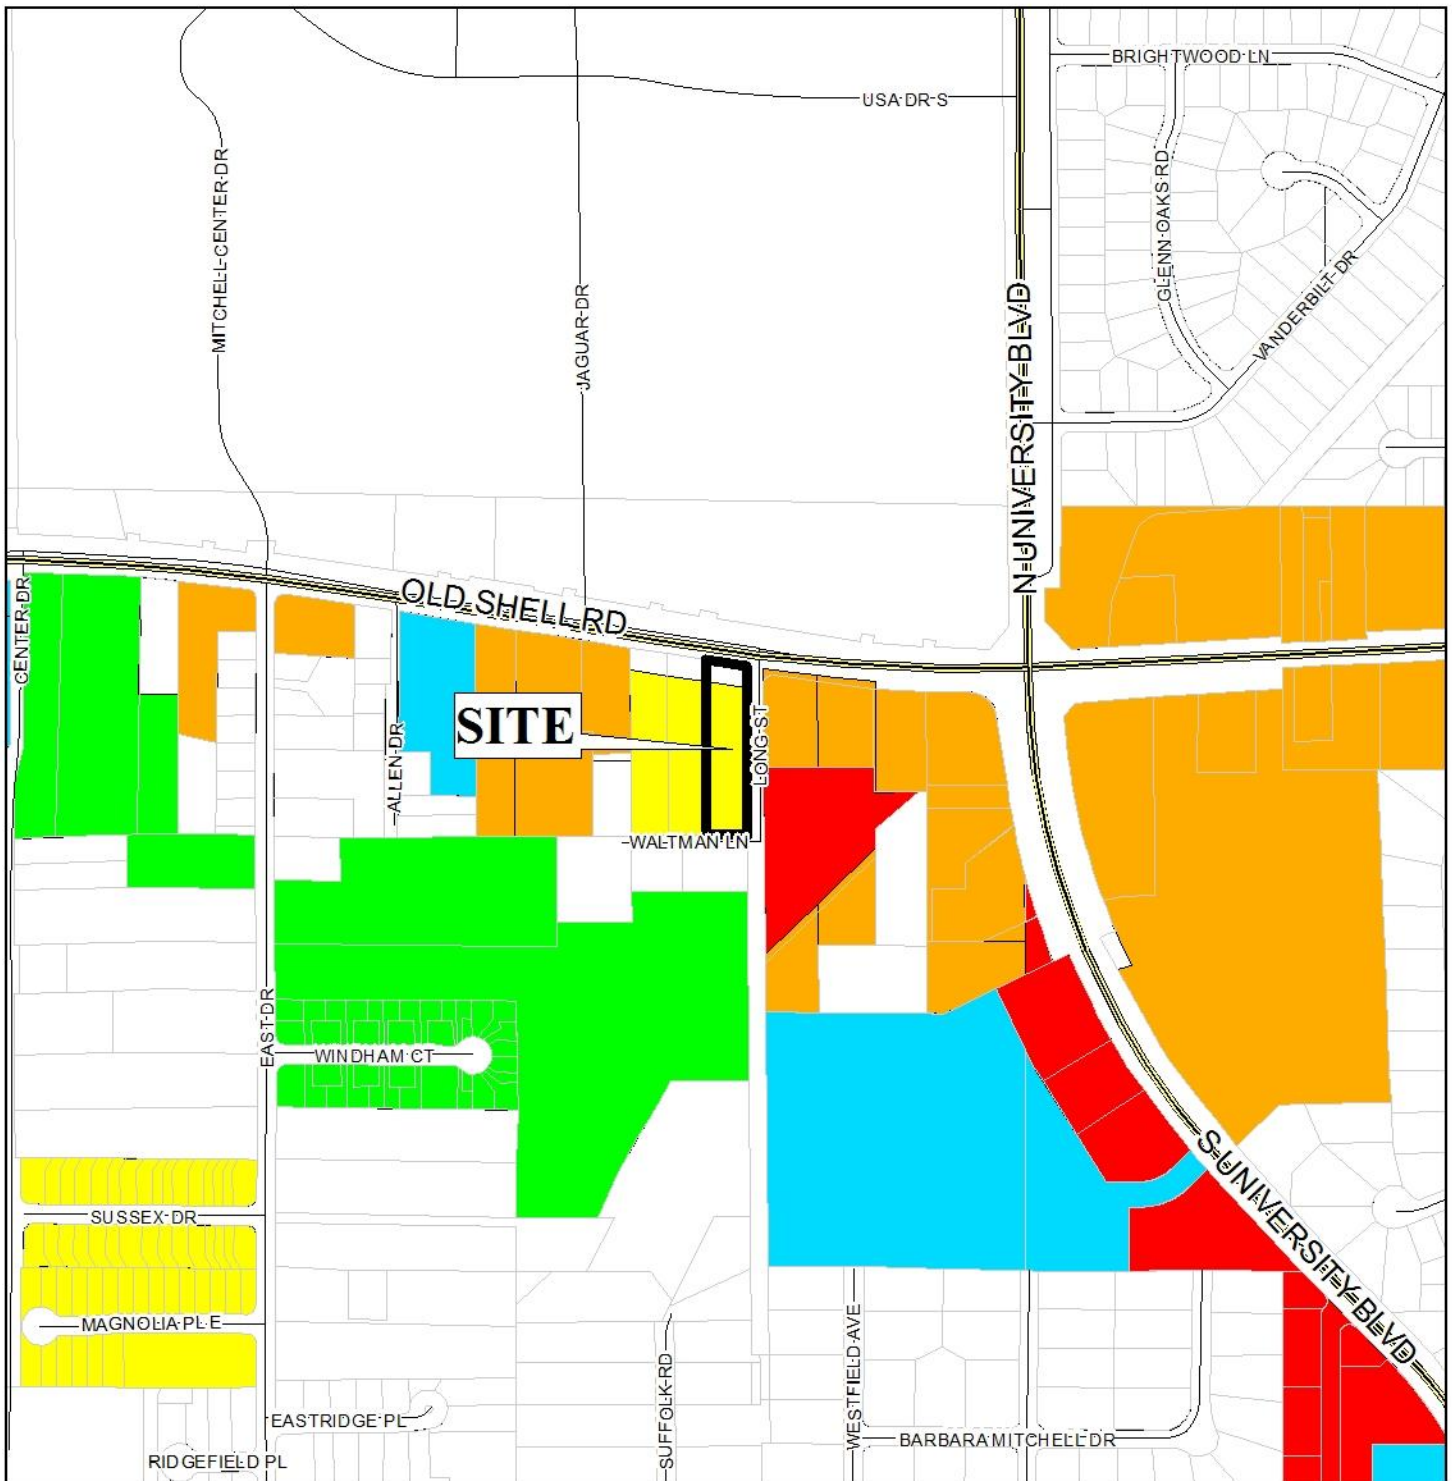 BRIGHTWOOD LN
USA DR S
MITCHELL CENTER DR
GLENN OAKS RD
JAGUAR DR
VANDERBILT DR
N UNIVERSITY BLVD
OLD SHELL RD
CENTER DR
SITE
LONG ST
ALLEN DR
WALTMAN LN
EAST DR
WINDHAM CT
S UNIVERSITY BLVD
SUSSEX DR
MAGNOLIA PL E
WESTFIELD AVE
SUFFOLK RD
EASTRIDGE PL
BARBARA MITCHELL DR
RIDGEFIELD PL